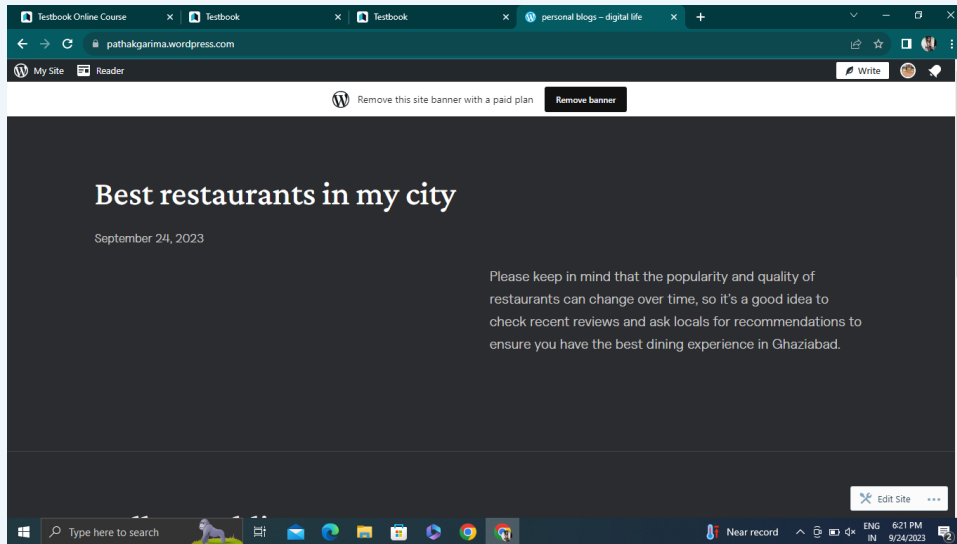 Testbook Online Course
Testbook
Testbook
personal blogs – digital life
pathakgarima.wordpress.com
My Site Reader Write
Remove this site banner with a paid plan Remove banner
Best restaurants in my city
September 24, 2023
Please keep in mind that the popularity and quality of
restaurants can change over time, so it's a good idea to
check recent reviews and ask locals for recommendations to
ensure you have the best dining experience in Ghaziabad.
Edit Site
Type here to search
Near record
ENG
IN
6:21 PM
9/24/2023
2